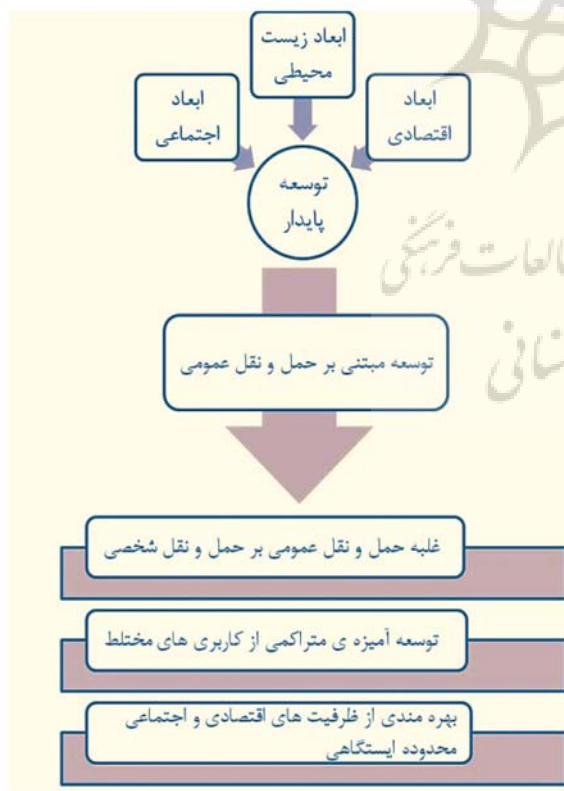 ابعاد زیست
محیطی
ابعاد
اقتصادی
ابعاد
اجتماعی
توسعه
پایدار
توسعه مبتنی بر حمل و نقل عمومی
غلبه حمل و نقل عمومی بر حمل و نقل شخصی
توسعه آمیزه ی متراکمی از کاربری های مختلط
بهره مندی از ظرفیت های اقتصادی و اجتماعی
محدوده ایستگاهی